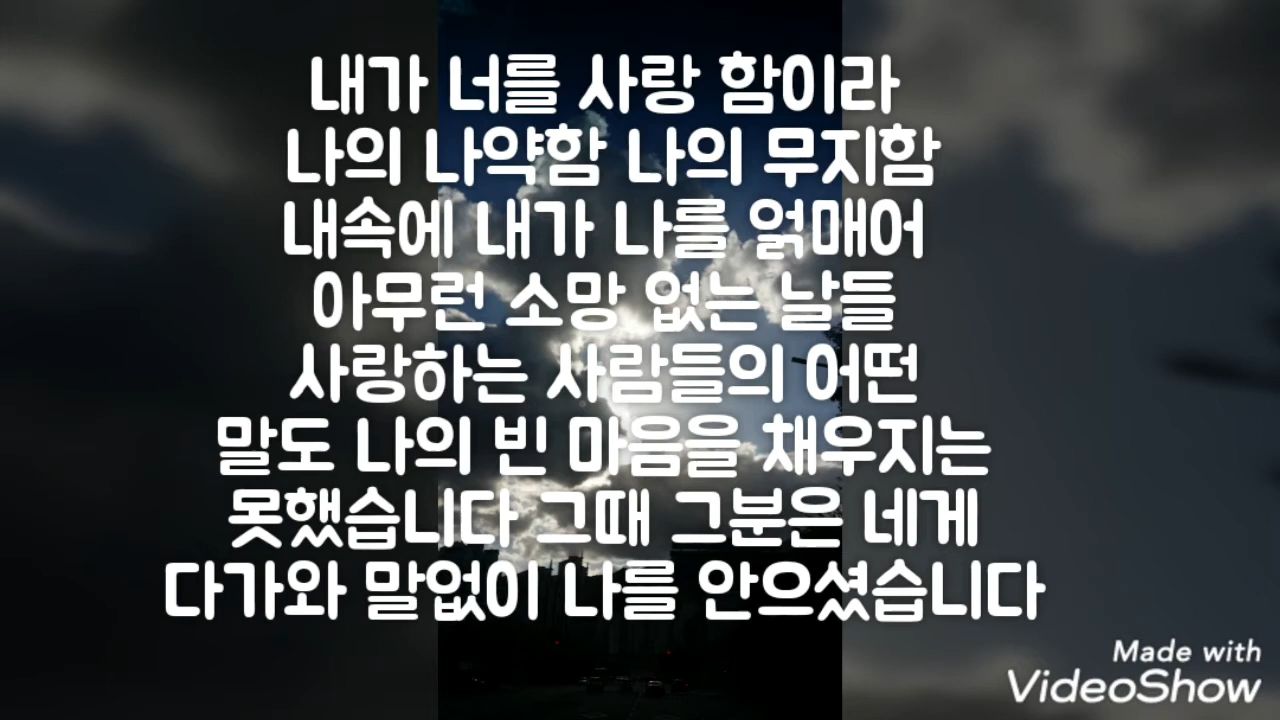 내가 너를 사랑 함이라
나의 나약함 나의 무지함
내속에 내가 나를 얽매어
아무런 소망 없는 날들
사랑하는 사람들의 어떤
말도 나의 빈 마음을 채우지는
못했습니다 그때 그분은 네게
다가와 말없이 나를 안으셨습니다
Made with
VideoShow